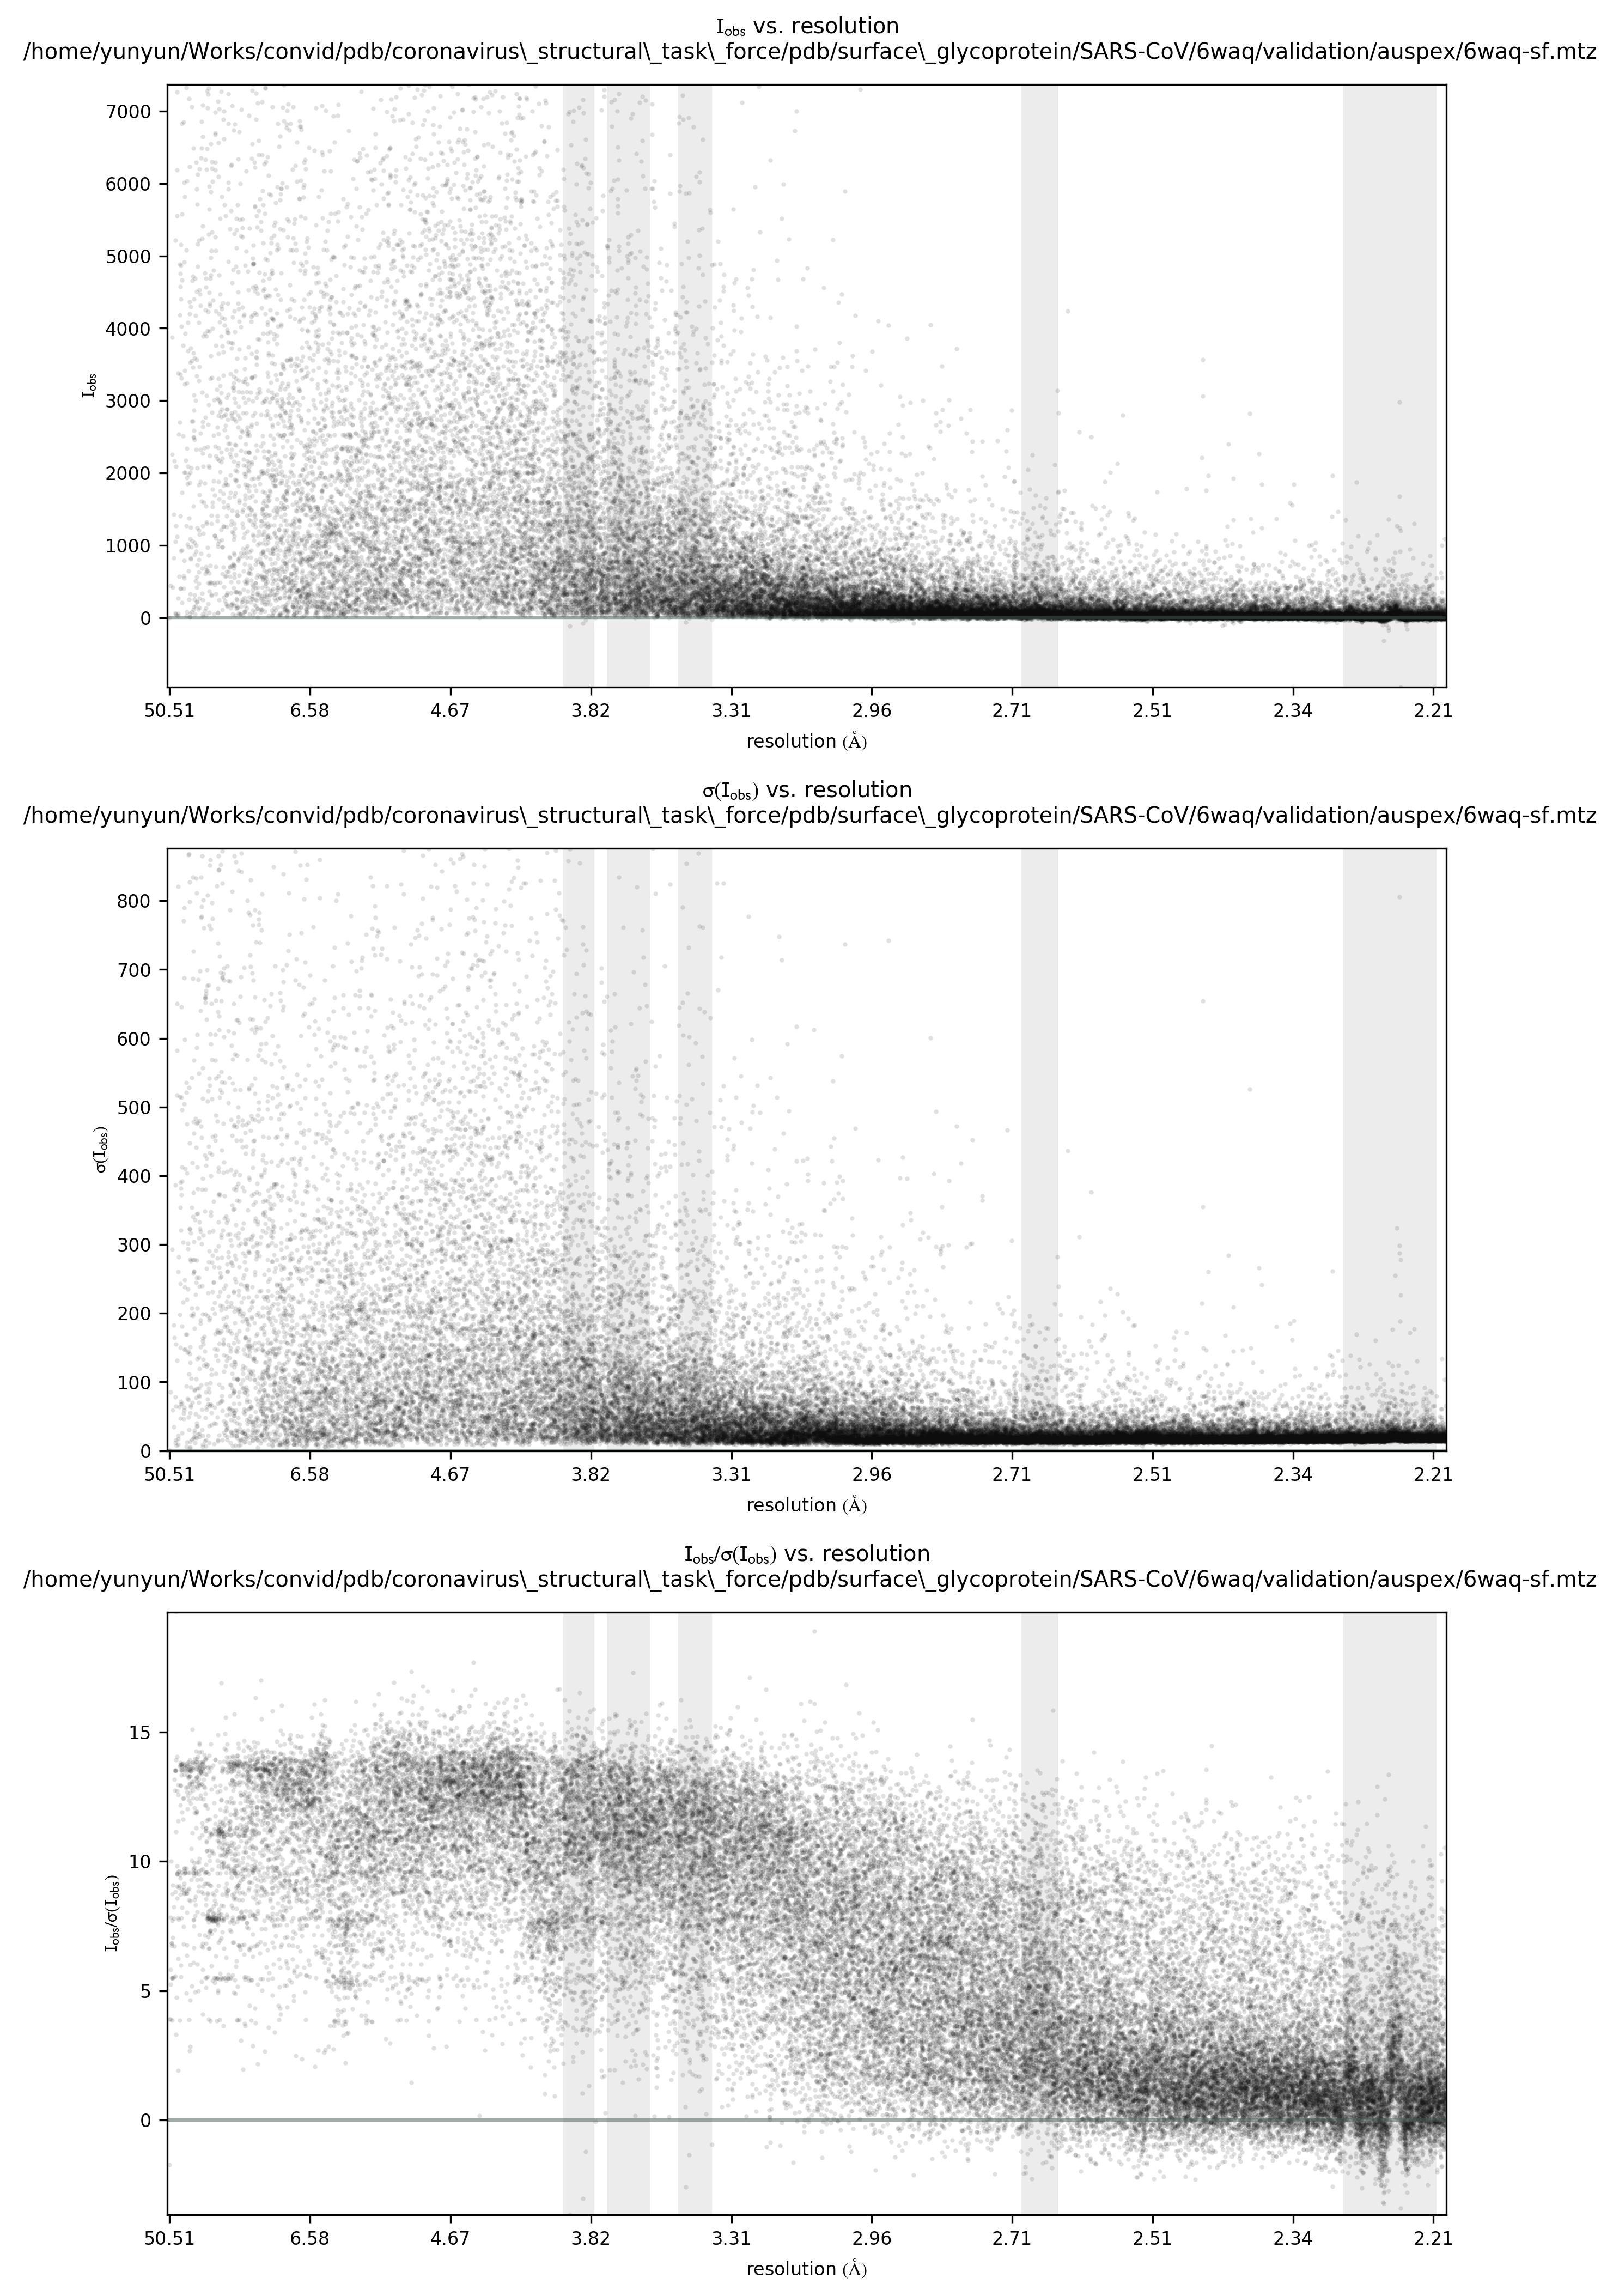 Iobs vs. resolution
/home/yunyun/Works/convid/pdb/coronavirus\_structural\_task\_force/pdb/surface\_glycoprotein/SARS-CoV/6waq/validation/auspex/6waq-sf.mtz
7000
6000
5000
4000
3000
2000
1000
0
Iobs
50.51 6.58 4.67 3.82 3.31 2.96 2.71 2.51 2.34 2.21
resolution (Å)
σ(Iobs) vs. resolution
/home/yunyun/Works/convid/pdb/coronavirus\_structural\_task\_force/pdb/surface\_glycoprotein/SARS-CoV/6waq/validation/auspex/6waq-sf.mtz
800
700
600
500
400
300
200
100
0
σ(Iobs)
50.51 6.58 4.67 3.82 3.31 2.96 2.71 2.51 2.34 2.21
resolution (Å)
Iobs/σ(Iobs) vs. resolution
/home/yunyun/Works/convid/pdb/coronavirus\_structural\_task\_force/pdb/surface\_glycoprotein/SARS-CoV/6waq/validation/auspex/6waq-sf.mtz
15
10
5
0
Iobs/σ(Iobs)
50.51 6.58 4.67 3.82 3.31 2.96 2.71 2.51 2.34 2.21
resolution (Å)